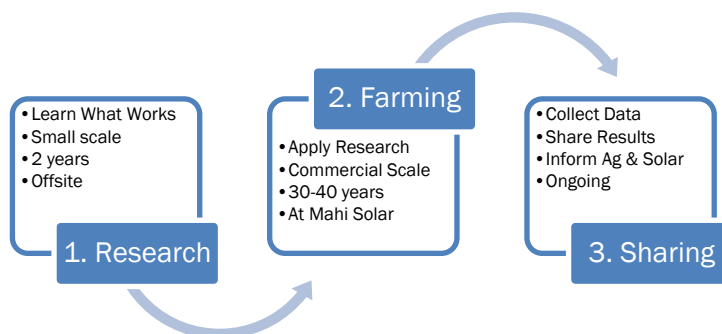 •Learn What Works
•Small scale
•2 years
•Offsite
1. Research
2. Farming
•Apply Research
•Commercial Scale
•30-40 years
•At Mahi Solar
•Collect Data
•Share Results
•Inform Ag & Solar
•Ongoing
3. Sharing